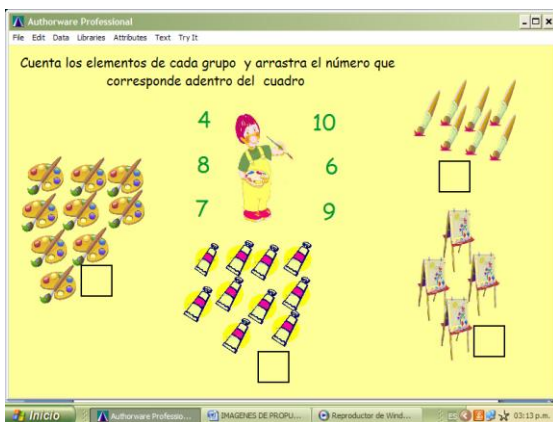 Authorware Professional
File Edit Data Libraries Attributes Text Try It
Cuenta los elementos de cada grupo y arrastra el número que
corresponde adentro del cuadro
4 10
8 6
7 9
Inicio Authorware Professio... IMAGENES DE PROPU... Reproductor de Wind... ES 03:13 p.m.